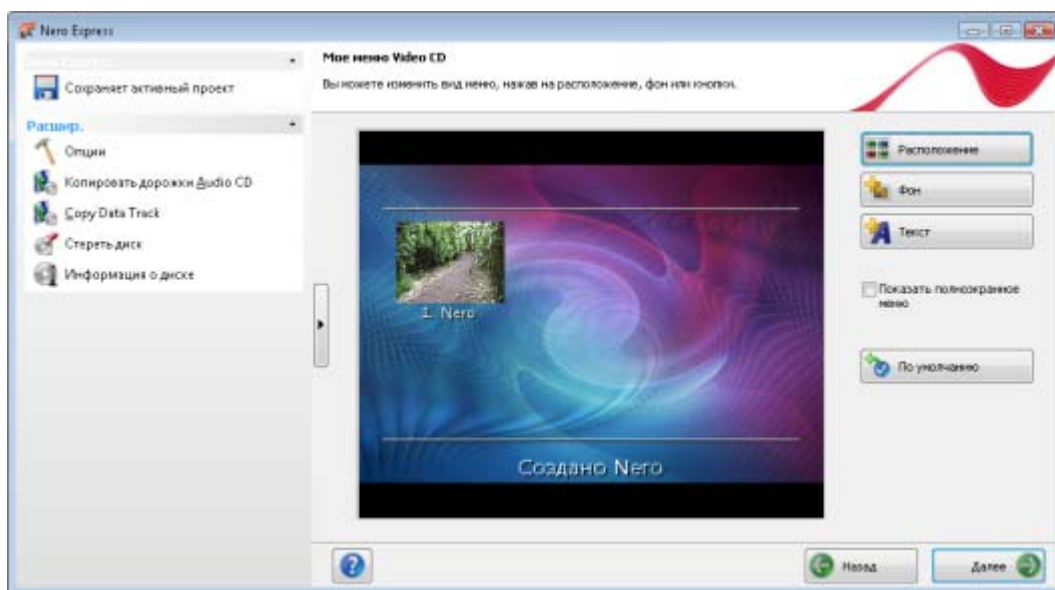 Nero Express
Сохраняет активный проект
Расшир.
Опции
Копировать дорожки Audio CD
Copy Data Track
Стереть диск
Информация о диске
Мое меню Video CD
Вы можете изменить вид меню, нажав на расположение, фон или кнопки.
1. Nero
Создано Nero
Расположение
Фон
Текст
Показать полноэкранное
меню
По умолчанию
Назад
Далее